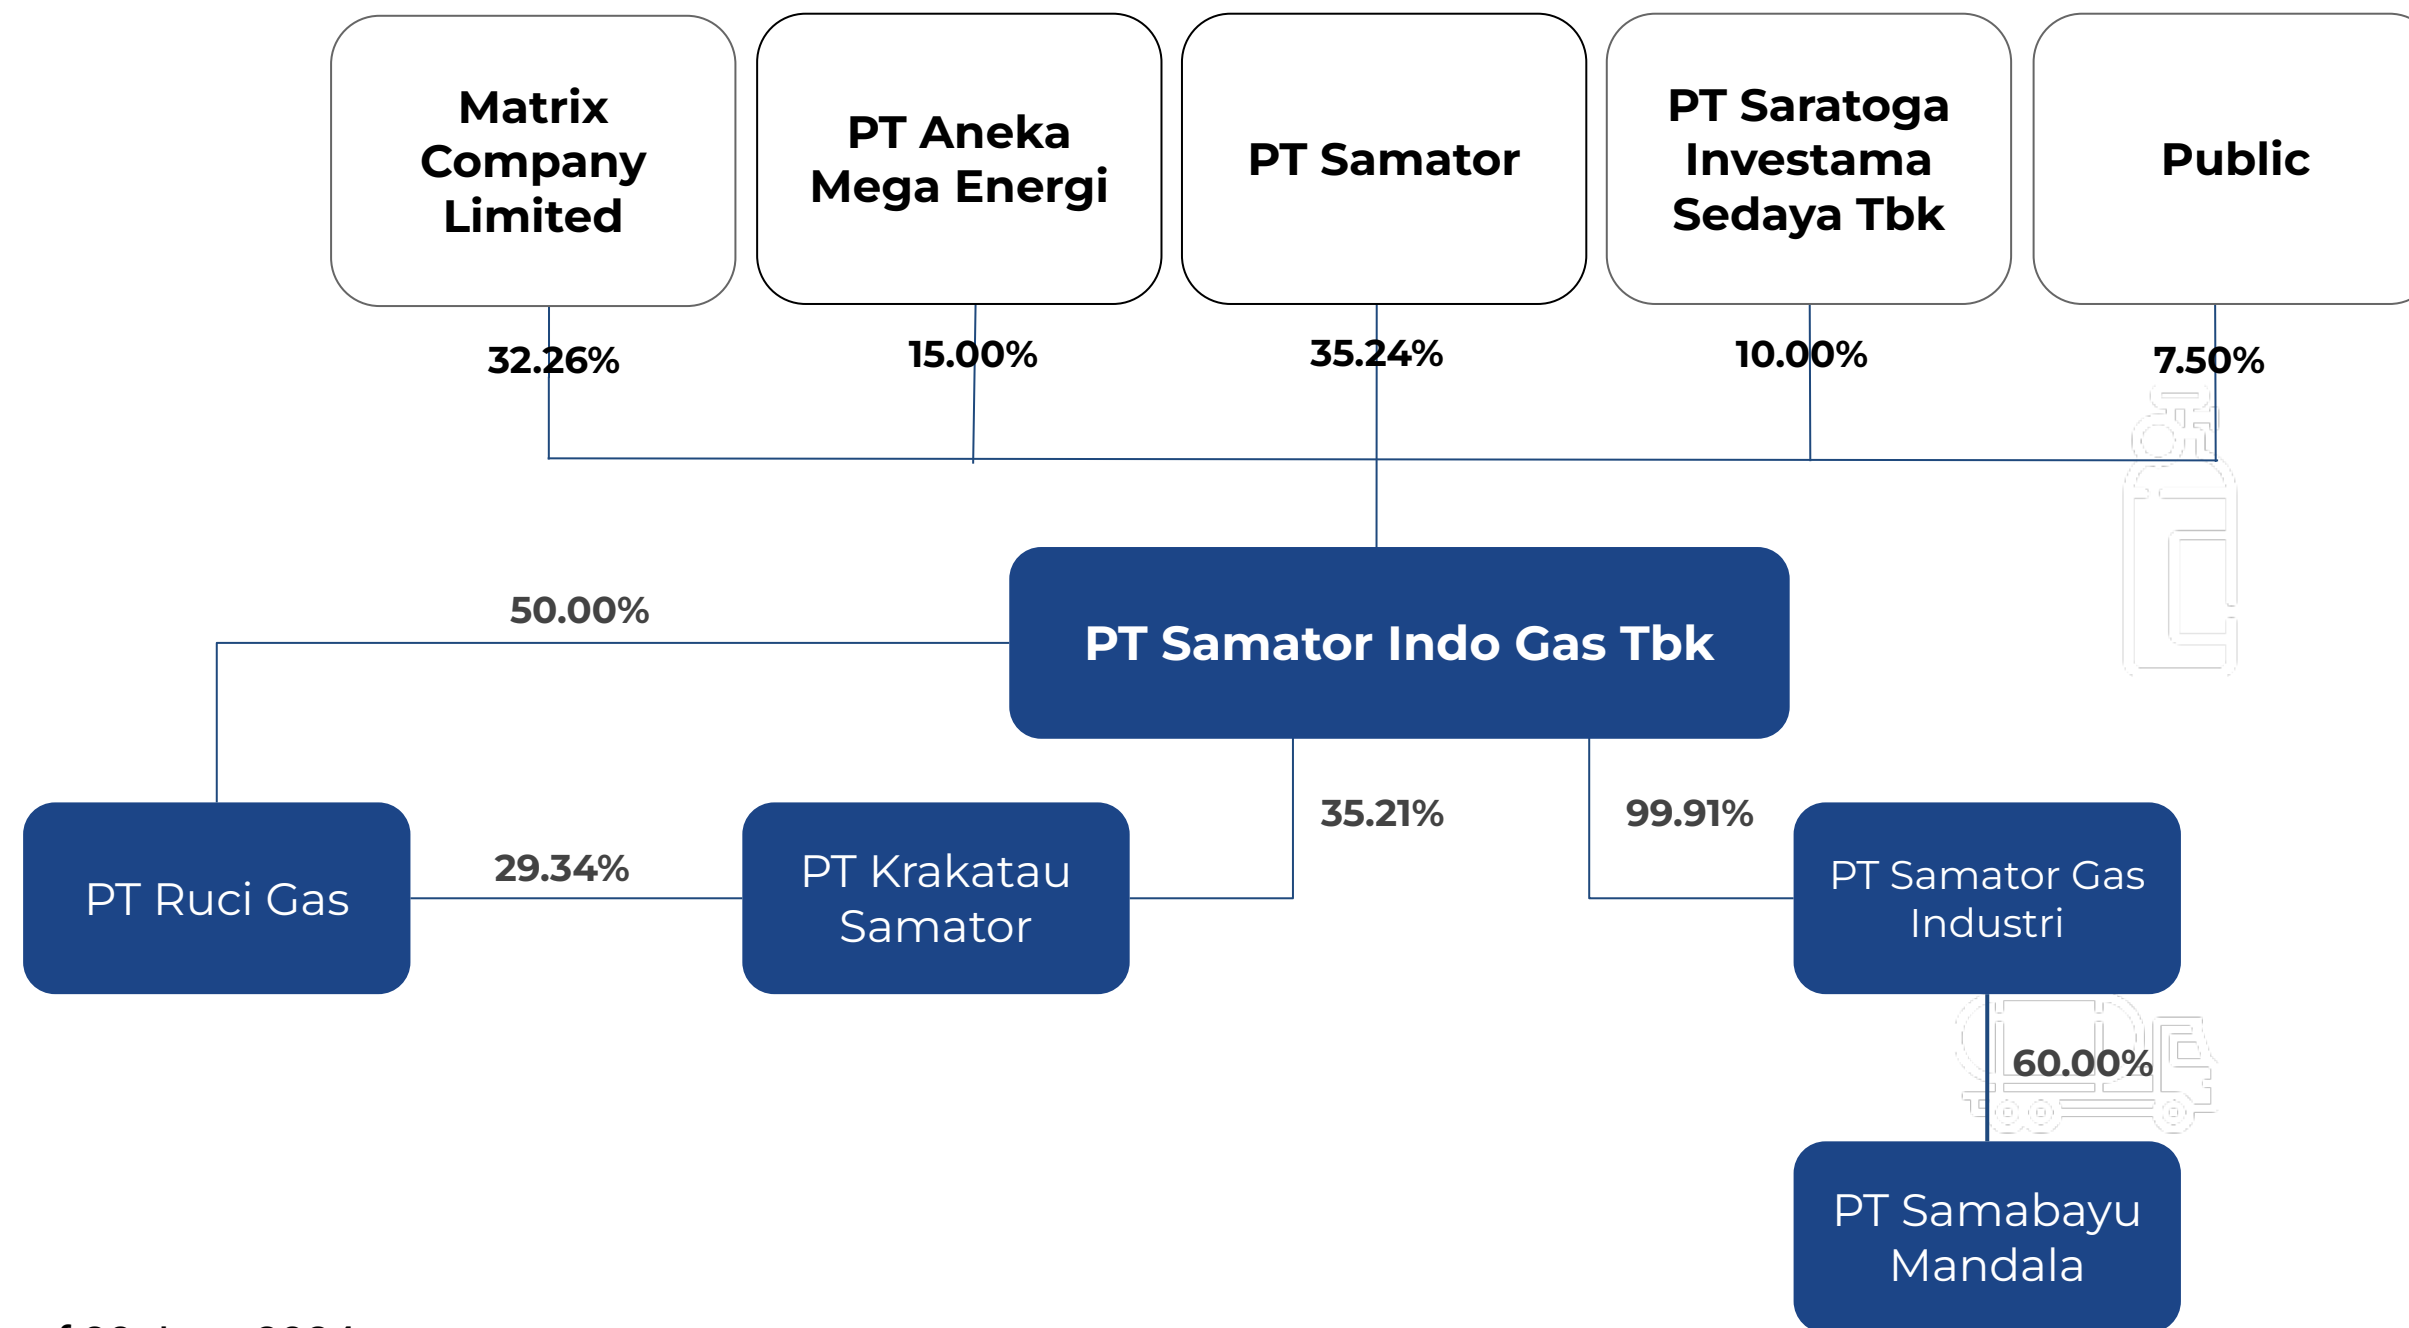 Matrix
Company
Limited
PT Aneka
Mega Energi
PT Samator
PT Saratoga
Investama
Sedaya Tbk
Public
32.26%
15.00%
35.24%
10.00%
7.50%
PT Samator Indo Gas Tbk
50.00%
35.21%
99.91%
PT Ruci Gas
29.34%
PT Krakatau
Samator
PT Samator Gas
Industri
60.00%
PT Samabayu
Mandala